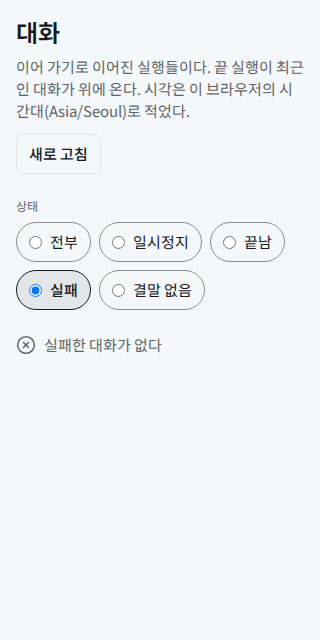 대화
이어 가기로 이어진 실행들이다. 끝 실행이 최근
인 대화가 위에 온다. 시각은 이 브라우저의 시
간대(Asia/Seoul)로 적었다.
새로 고침
상태
전부
일시정지
끝남
실패
결말 없음
실패한 대화가 없다